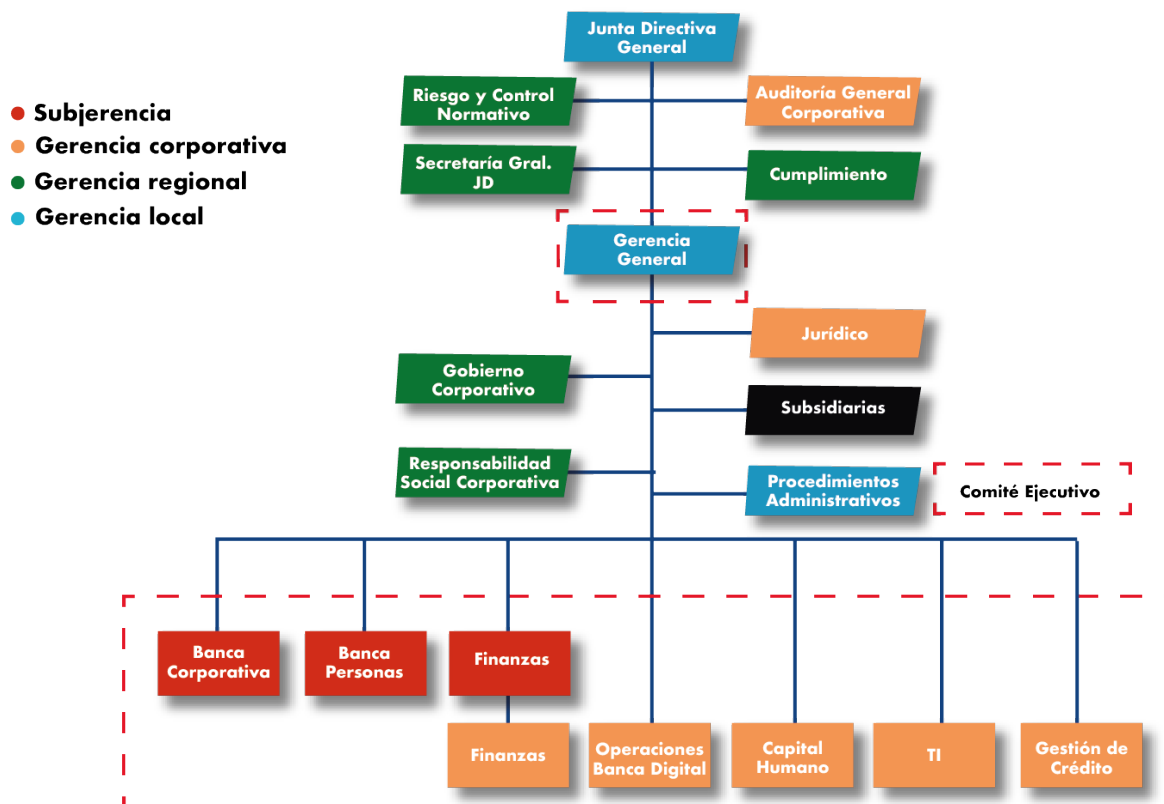 Junta Directiva
General
Subjerencia
Gerencia corporativa
Gerencia regional
Gerencia local
Riesgo y Control
Normativo
Auditoría General
Corporativa
Secretaría Gral.
JD
Cumplimiento
Gerencia
General
Jurídico
Gobierno
Corporativo
Subsidiarias
Responsabilidad
Social Corporativa
Procedimientos
Administrativos
Comité Ejecutivo
Banca
Corporativa
Banca
Personas
Finanzas
Finanzas
Operaciones
Banca Digital
Capital
Humano
TI
Gestión de
Crédito